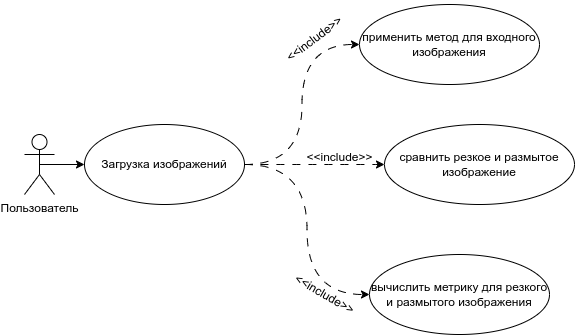 <<include>>
применить метод для входного
изображения
Загрузка изображений
<<include>>
сравнить резкое и размытое
изображение
Пользователь
<<include>>
вычислить метрику для резкого
и размытого изображения